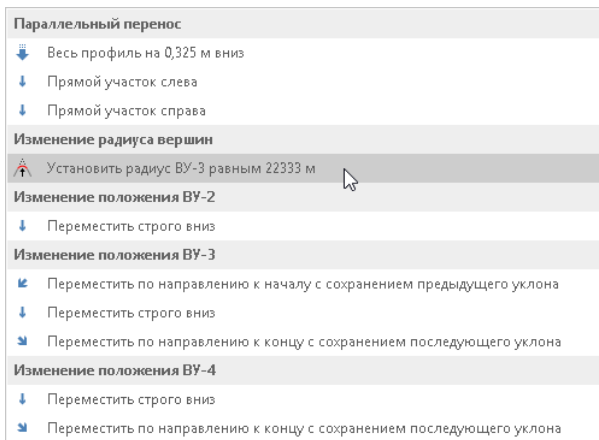 Параллельный перенос
Весь профиль на 0,325 м вниз
Прямой участок слева
Прямой участок справа
Изменение радиуса вершин
Установить радиус ВУ-3 равным 22333 м
Изменение положения ВУ-2
Переместить строго вниз
Изменение положения ВУ-3
Переместить по направлению к началу с сохранением предыдущего уклона
Переместить строго вниз
Переместить по направлению к концу с сохранением последующего уклона
Изменение положения ВУ-4
Переместить строго вниз
Переместить по направлению к концу с сохранением последующего уклона